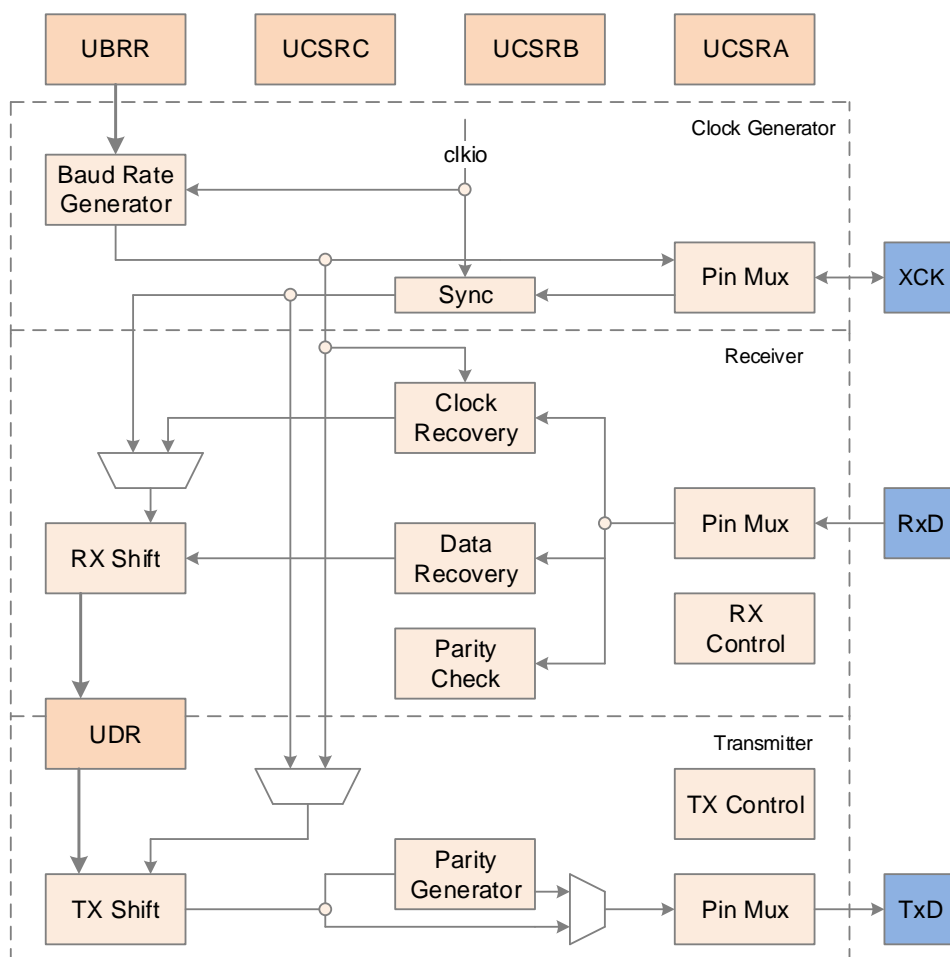 UBRR
UCSRC
UCSRB
UCSRA
Clock Generator
clkio
Baud Rate
Generator
Pin Mux
XCK
Sync
Receiver
Clock
Recovery
Pin Mux
RxD
RX Shift
Data
Recovery
RX
Control
Parity
Check
UDR
Transmitter
TX Control
Parity
Generator
TX Shift
Pin Mux
TxD